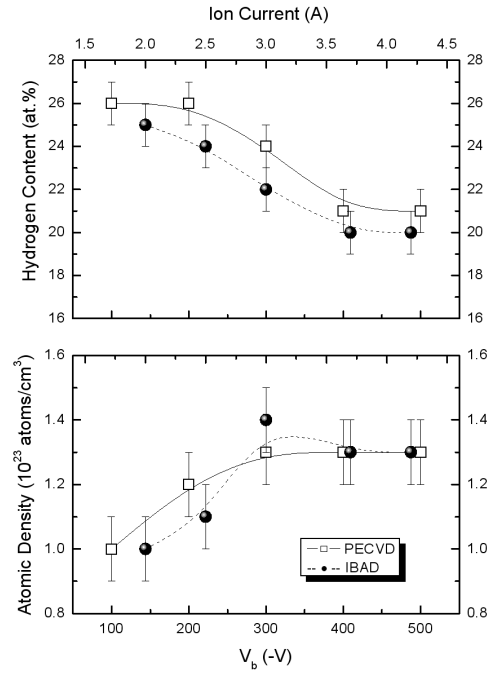 Ion Current (A)
1.5 2.0 2.5 3.0 3.5 4.0 4.5
Hydrogen Content (at.%)
28 28
26 26
24 24
22 22
20 20
18 18
16 16
Atomic Density (10²³ atoms/cm³)
1.6 1.6
1.4 1.4
1.2 1.2
1.0 1.0
0.8 0.8
PECVD
IBAD
100 200 300 400 500
V_b (-V)